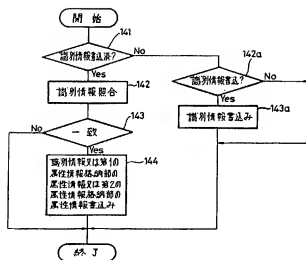 開始
141
識別情報書込済?
No
142a
Yes
142
識別情報書込?
No
識別情報照合
Yes
143a
143
識別情報書込み
No
一致
Yes
144
識別情報又は第1の
属性情報格納節の
属性情報又は第2の
属性情報格納節の
属性情報書込み
終了